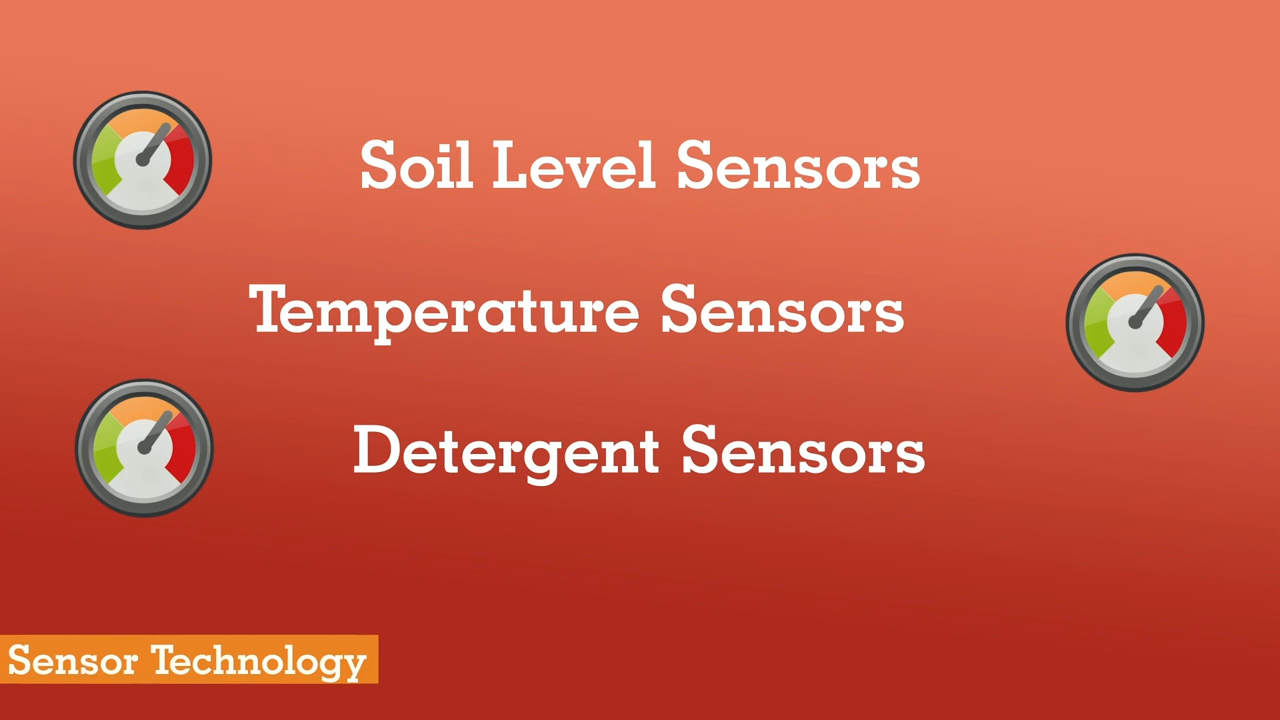 Soil Level Sensors
Temperature Sensors
Detergent Sensors
Sensor Technology